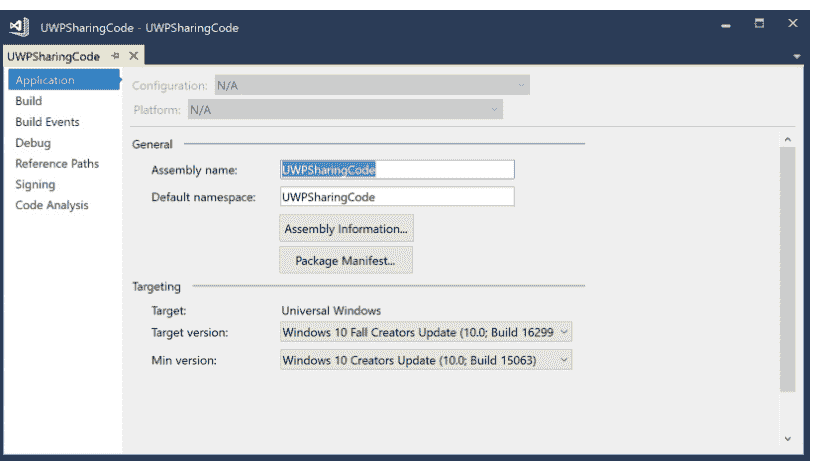 UWPSharingCode - UWPSharingCode
UWPSharingCode
Application
Build
Build Events
Debug
Reference Paths
Signing
Code Analysis
Configuration: N/A
Platform: N/A
General
Assembly name: UWPSharingCode
Default namespace: UWPSharingCode
Assembly Information...
Package Manifest...
Targeting
Target: Universal Windows
Target version: Windows 10 Fall Creators Update (10.0; Build 16299
Min version: Windows 10 Creators Update (10.0; Build 15063)